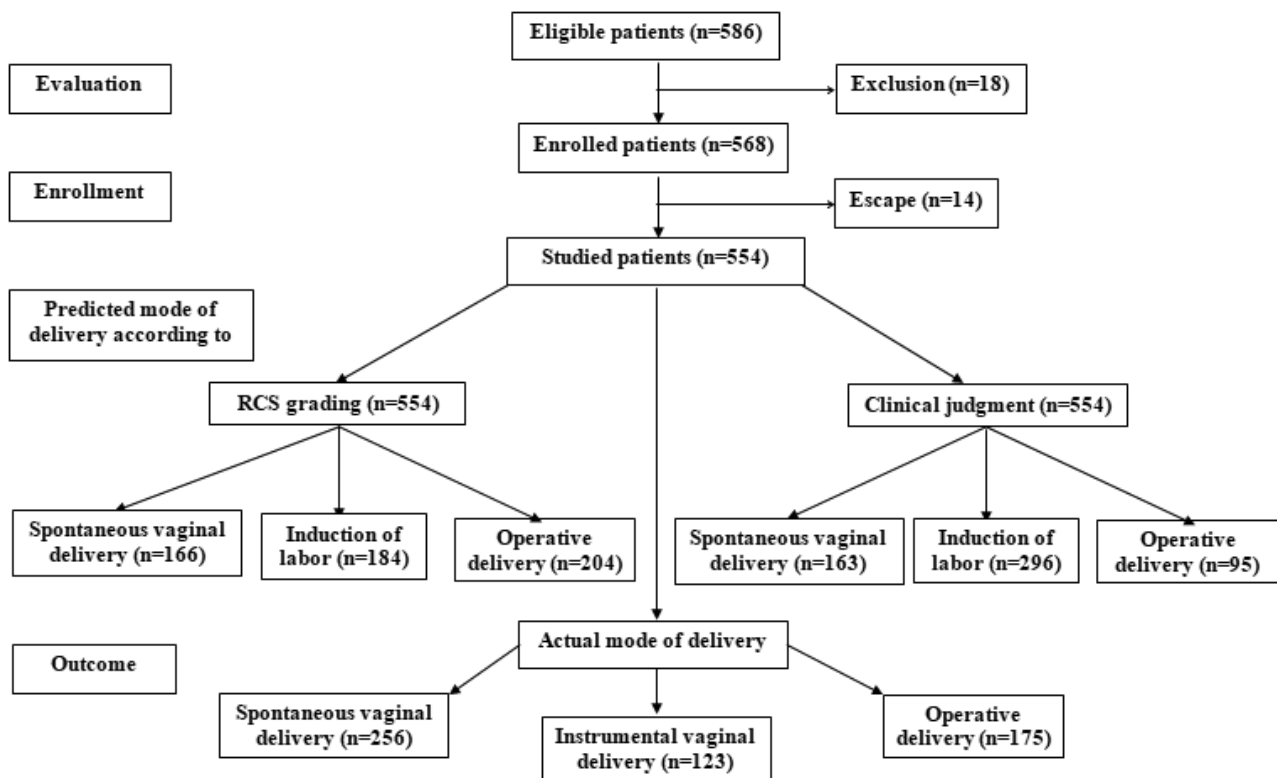 Eligible patients (n=586)
Evaluation
Exclusion (n=18)
Enrolled patients (n=568)
Enrollment
Escape (n=14)
Studied patients (n=554)
Predicted mode of
delivery according to
RCS grading (n=554)
Clinical judgment (n=554)
Spontaneous vaginal
delivery (n=166)
Induction of
labor (n=184)
Operative
delivery (n=204)
Spontaneous vaginal
delivery (n=163)
Induction of
labor (n=296)
Operative
delivery (n=95)
Actual mode of delivery
Outcome
Spontaneous vaginal
delivery (n=256)
Instrumental vaginal
delivery (n=123)
Operative
delivery (n=175)